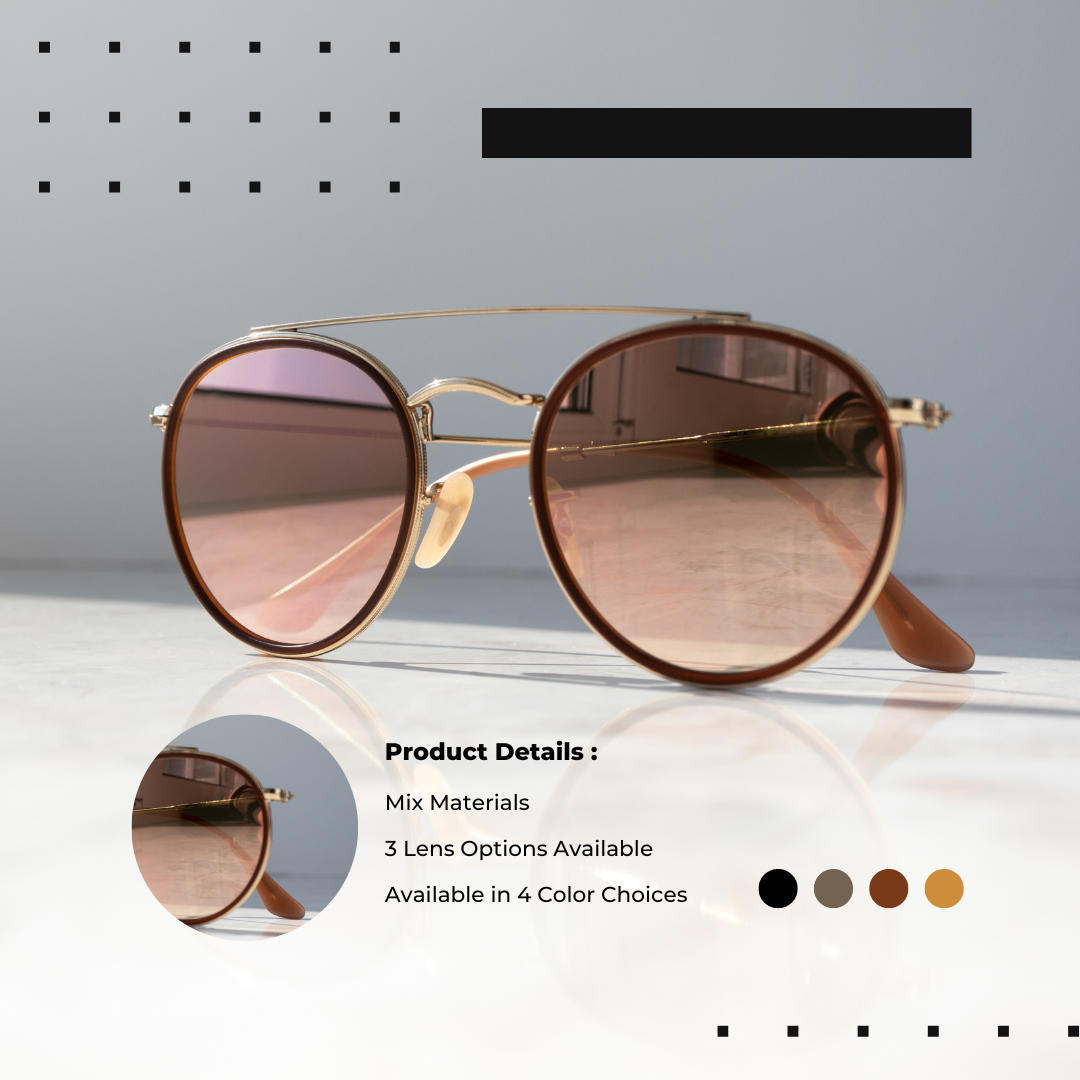 Product Details :
Mix Materials
3 Lens Options Available
Available in 4 Color Choices